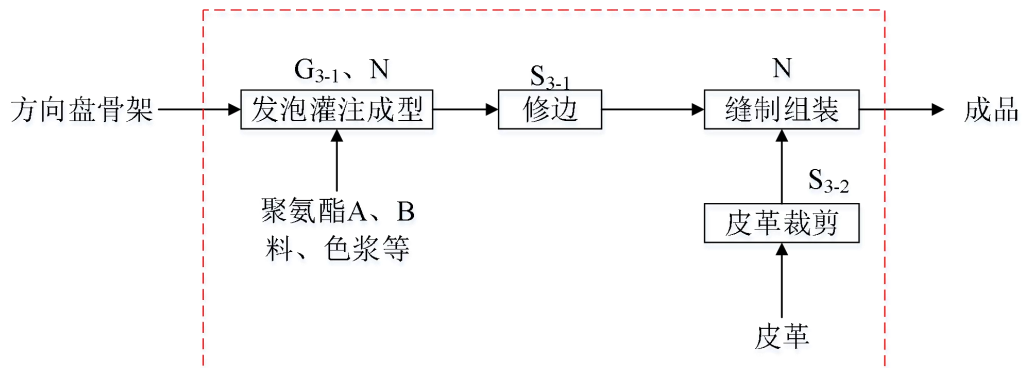 G3-1、N
S3-1
N
方向盘骨架
发泡灌注成型
修边
缝制组装
成品
S3-2
聚氨酯A、B
料、色浆等
皮革裁剪
皮革